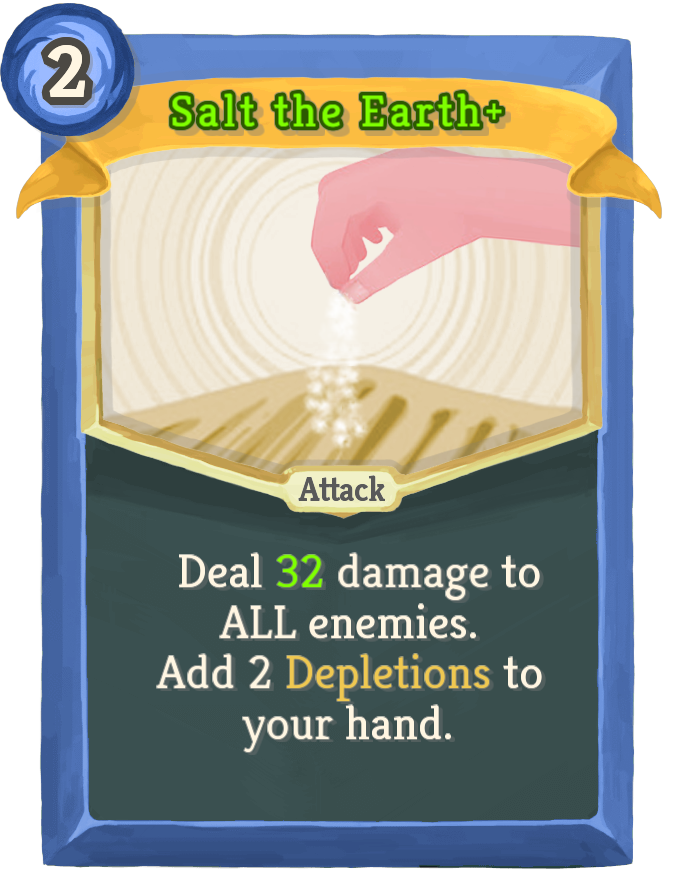 2
Salt the Earth+
Attack
Deal 32 damage to
ALL enemies.
Add 2 Depletions to
your hand.